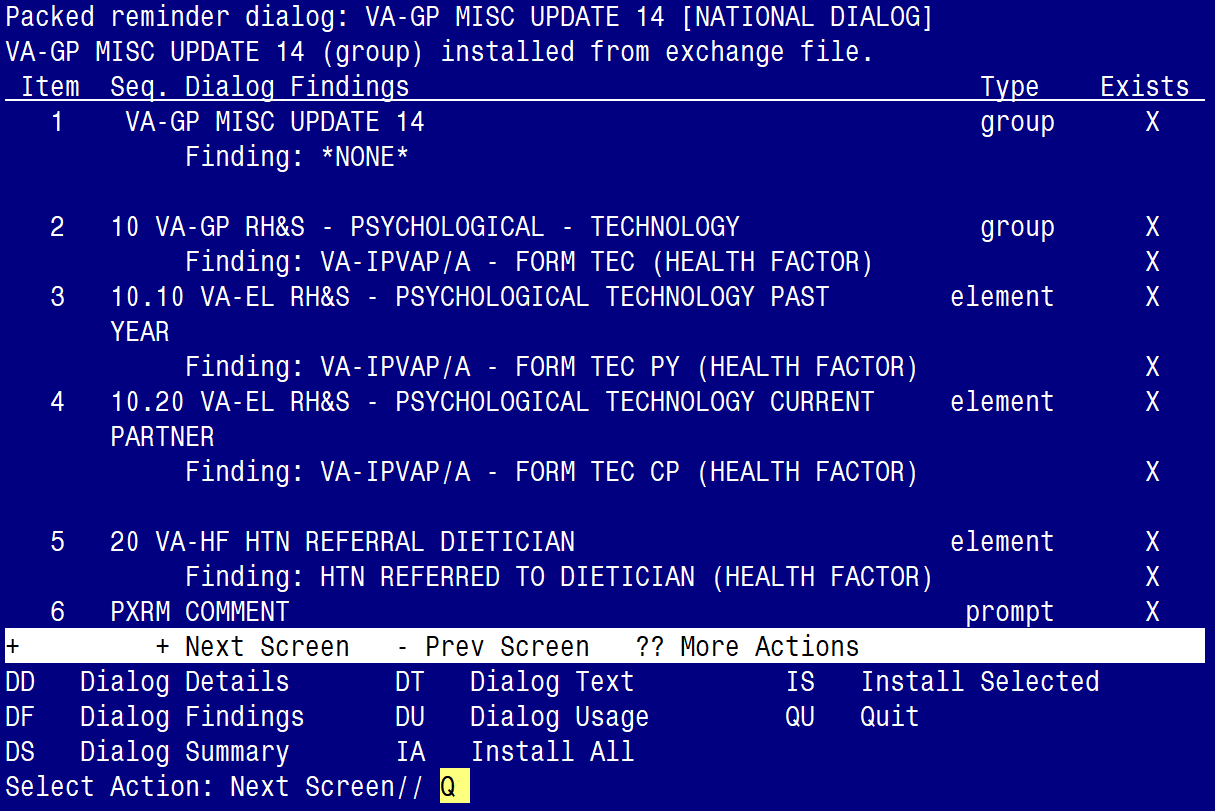 Packed reminder dialog: VA-GP MISC UPDATE 14 [NATIONAL DIALOG]
VA-GP MISC UPDATE 14 (group) installed from exchange file.
Item  Seq. Dialog Findings                                      Type    Exists
1     VA-GP MISC UPDATE 14                                     group      X
Finding: *NONE*
2   10 VA-GP RH&S - PSYCHOLOGICAL - TECHNOLOGY                group      X
Finding: VA-IPVAP/A - FORM TEC (HEALTH FACTOR)                 X
3   10.10 VA-EL RH&S - PSYCHOLOGICAL TECHNOLOGY PAST        element      X
YEAR
Finding: VA-IPVAP/A - FORM TEC PY (HEALTH FACTOR)              X
4   10.20 VA-EL RH&S - PSYCHOLOGICAL TECHNOLOGY CURRENT     element      X
PARTNER
Finding: VA-IPVAP/A - FORM TEC CP (HEALTH FACTOR)              X
5   20 VA-HF HTN REFERRAL DIETICIAN                         element      X
Finding: HTN REFERRED TO DIETICIAN (HEALTH FACTOR)             X
6   PXRM COMMENT                                             prompt      X
+         + Next Screen   - Prev Screen   ?? More Actions
DD   Dialog Details       DT   Dialog Text          IS   Install Selected
DF   Dialog Findings      DU   Dialog Usage         QU   Quit
DS   Dialog Summary       IA   Install All
Select Action: Next Screen// Q